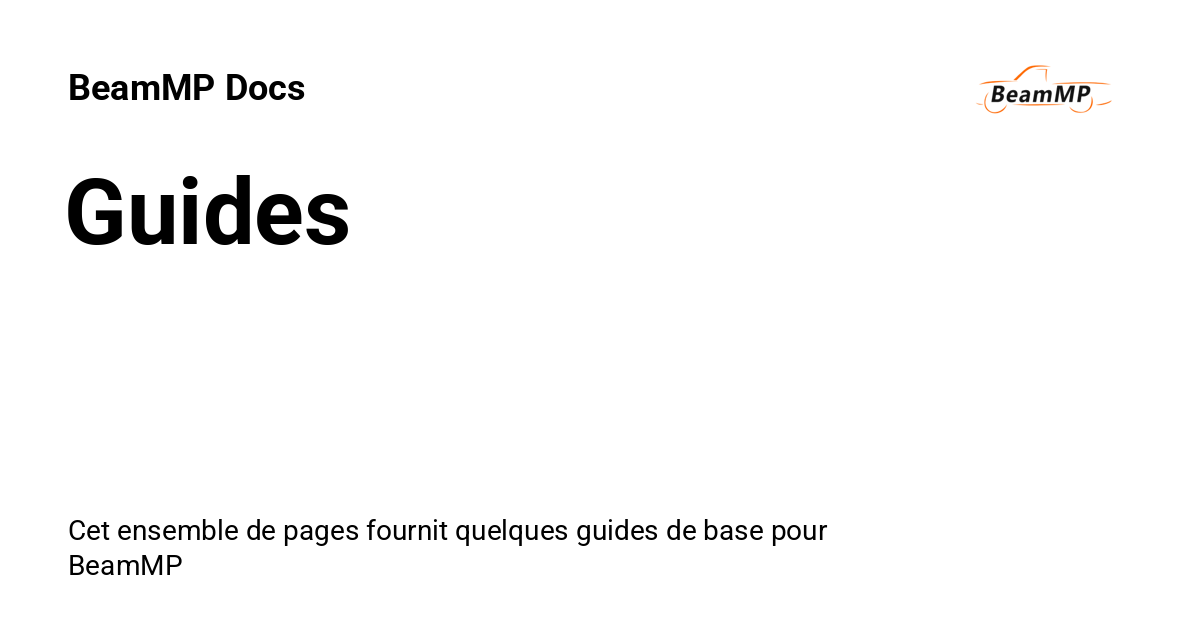 BeamMP Docs
BeamMP
Guides
Cet ensemble de pages fournit quelques guides de base pour
BeamMP